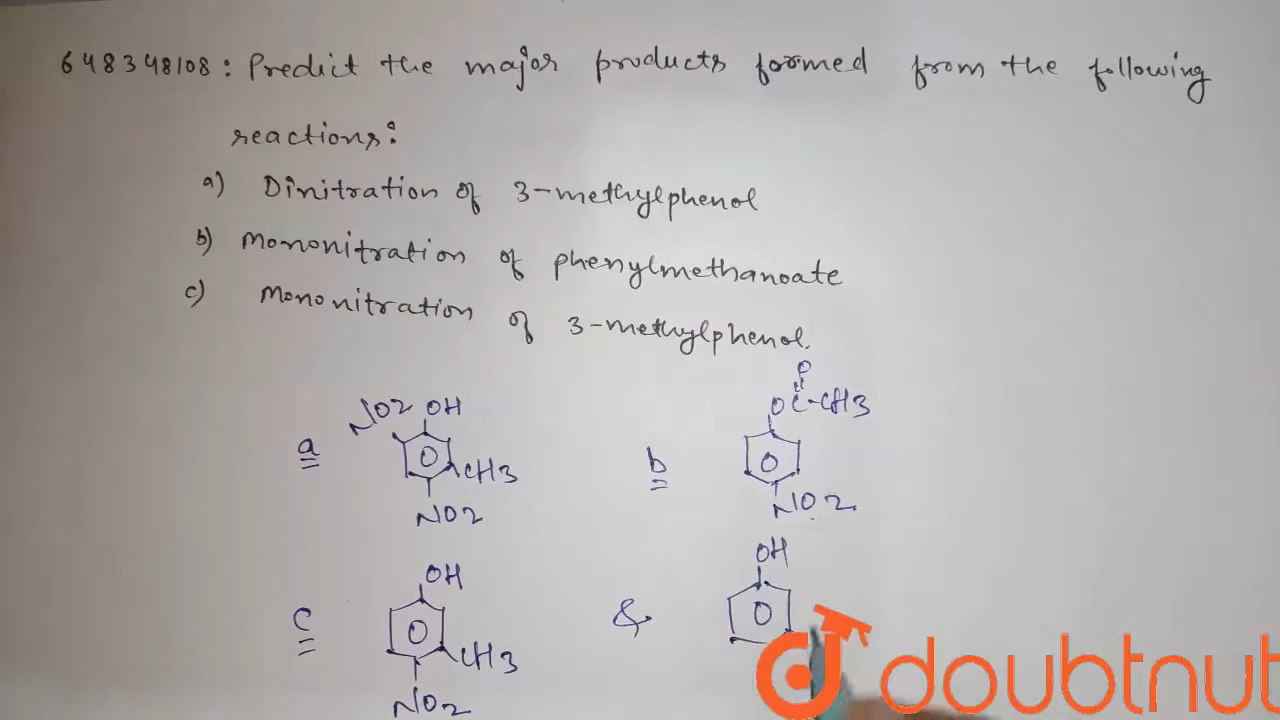 648348108: Predict the major products formed from the following
reactions:
a) Dinitration of 3-methylphenol
b) Mononitration of phenylmethanoate
c) Mononitration of 3-methylphenol.
a
NO2 OH
CH3
NO2
b
O
O C-CH3
NO2
c
OH
CH3
NO2
&
OH
doubtnut